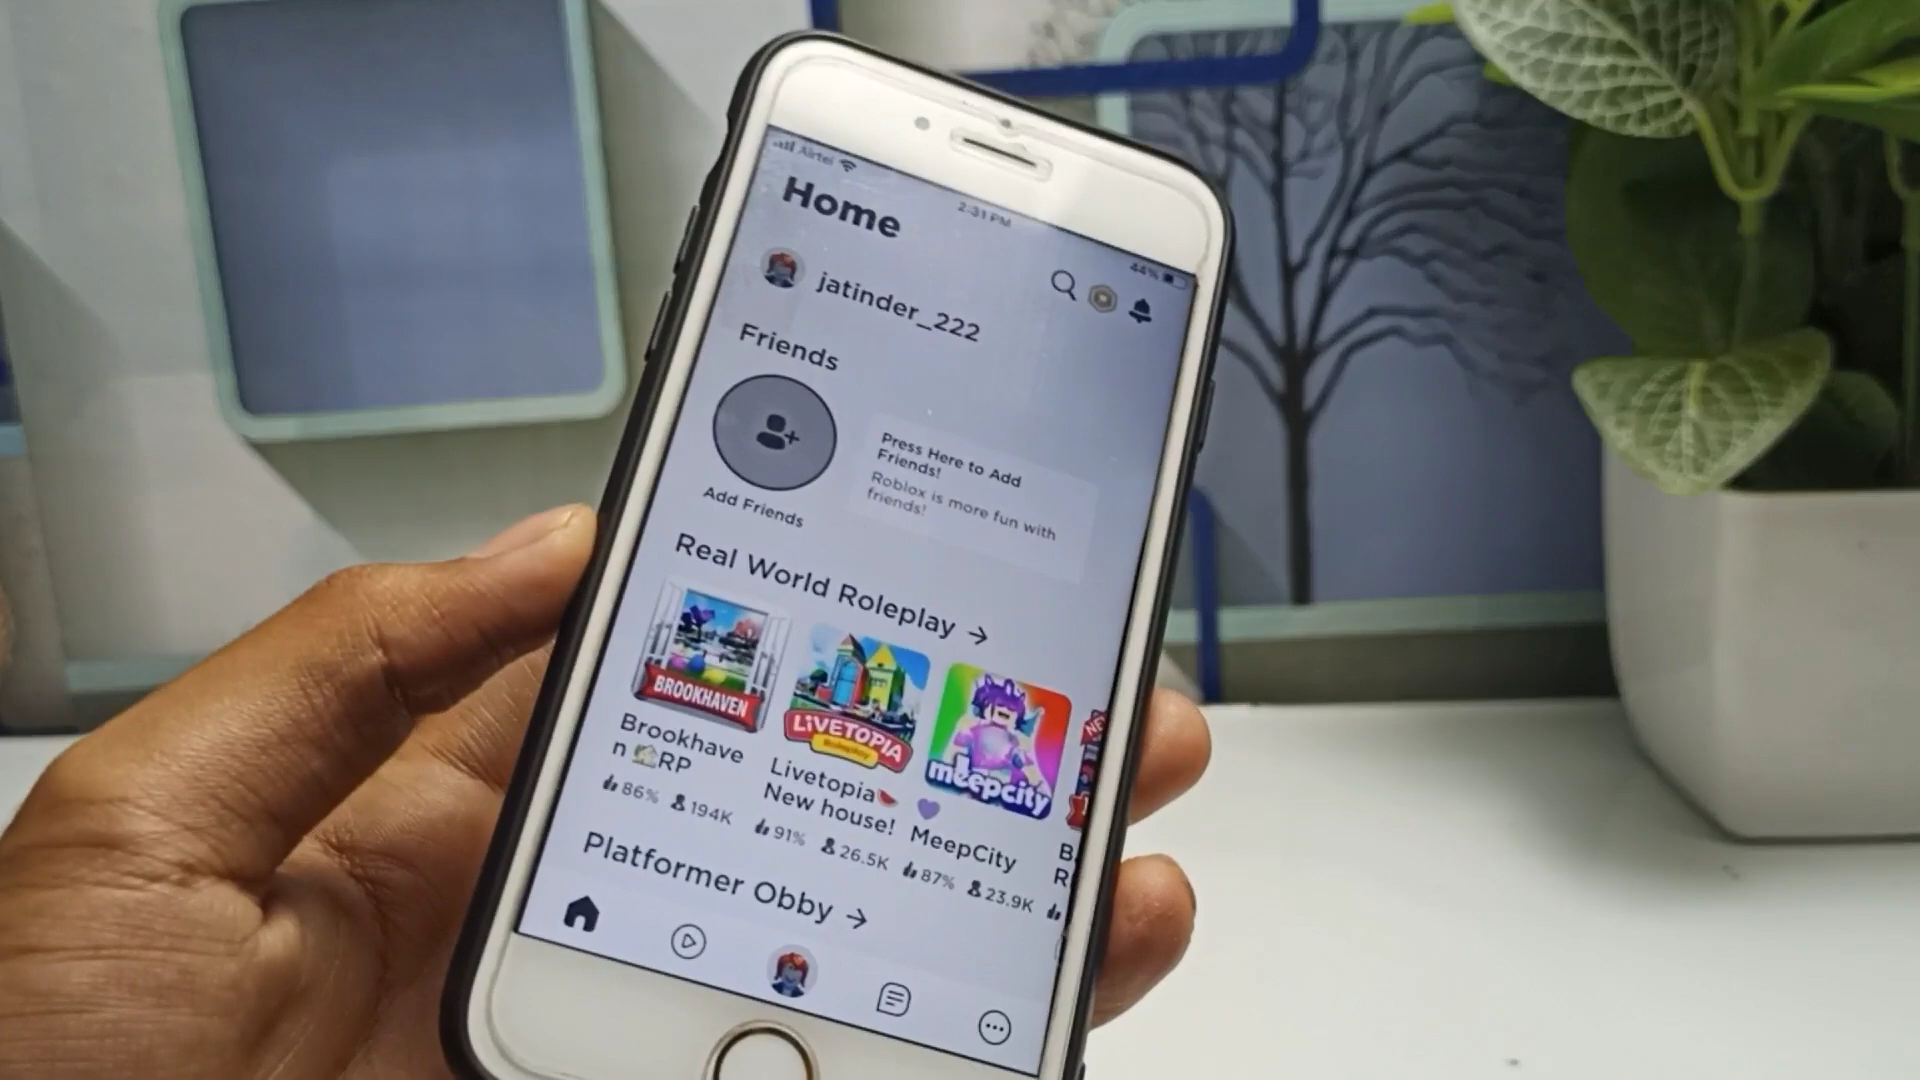 Airtel
2:31 PM
44%
Home
jatinder_222
Friends
Add Friends
Press Here to Add
Friends!
Roblox is more fun with
friends!
Real World Roleplay →
BROOKHAVEN
LIVETOPIA
Roleplay
meepcity
NEW
Brookhave
n 🏡RP
86% 194K
Livetopia🍉
New house!
91% 26.5K
💜
MeepCity
87% 23.9K
B
R
Platformer Obby →